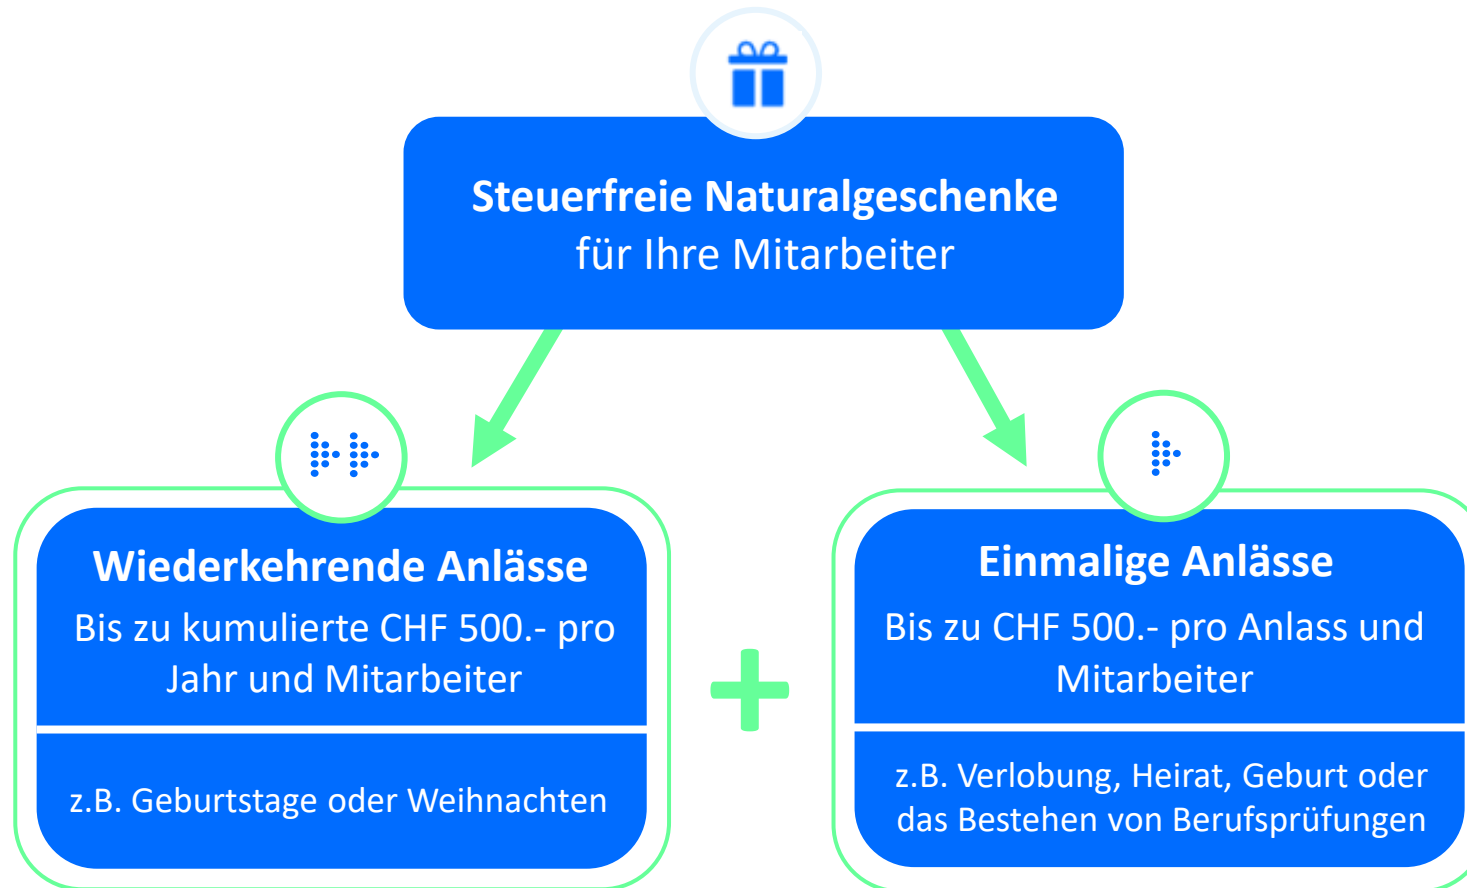 Steuerfreie Naturalgeschenke
für Ihre Mitarbeiter
Wiederkehrende Anlässe
Bis zu kumulierte CHF 500.- pro
Jahr und Mitarbeiter
z.B. Geburtstage oder Weihnachten
Einmalige Anlässe
Bis zu CHF 500.- pro Anlass und
Mitarbeiter
z.B. Verlobung, Heirat, Geburt oder
das Bestehen von Berufsprüfungen